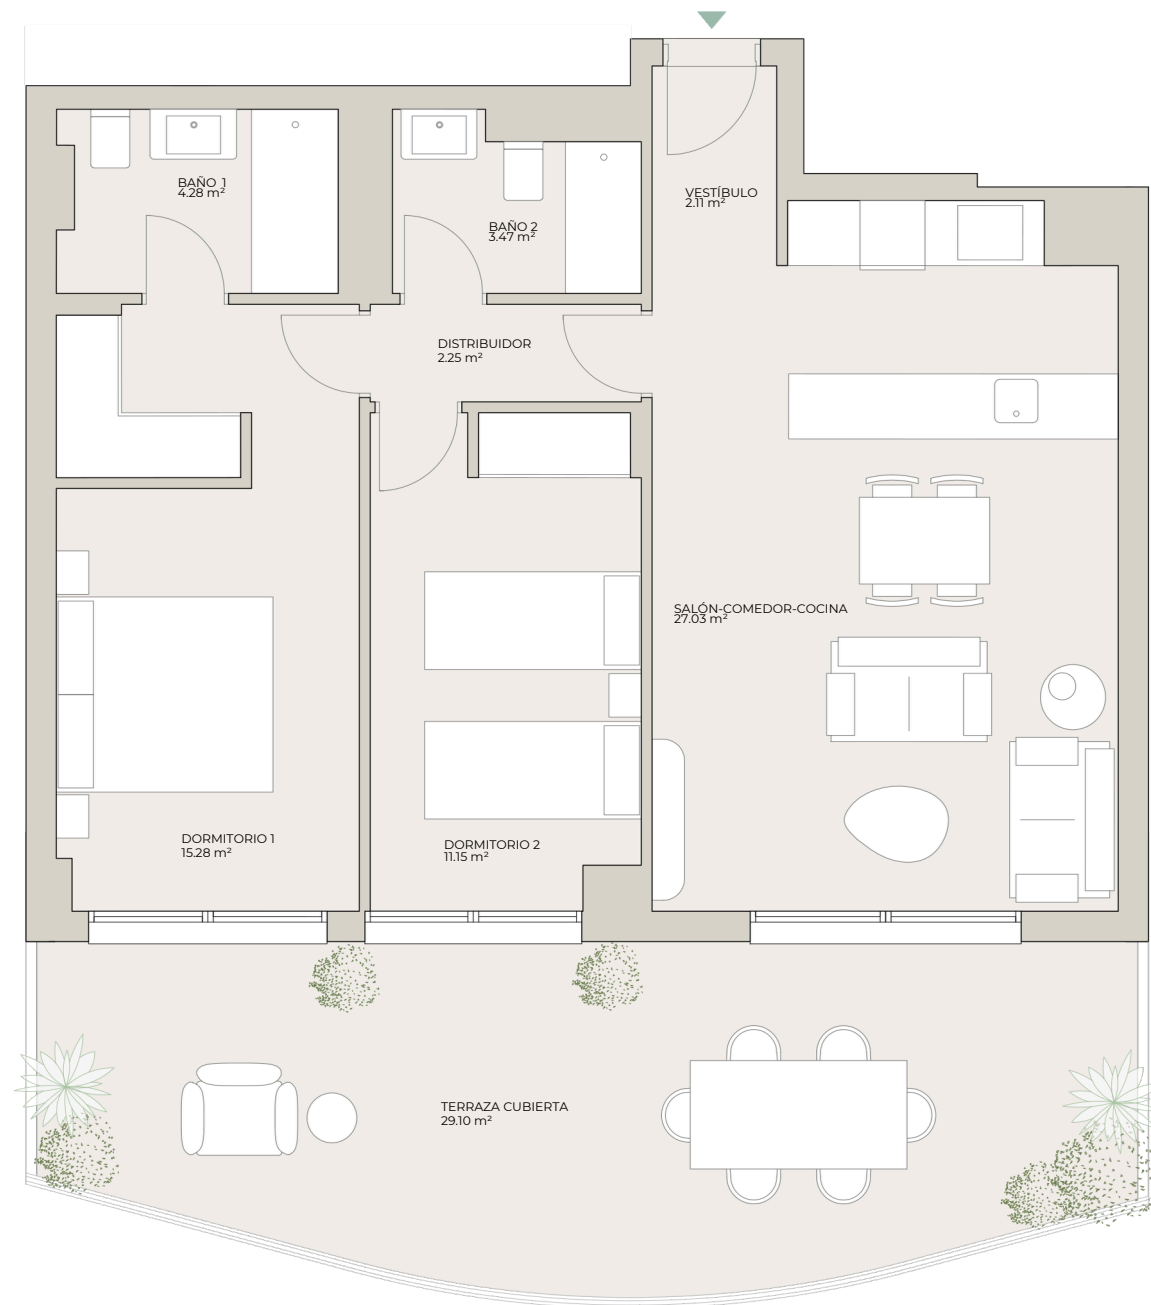 BAÑO 1
4.28 m²
VESTÍBULO
2.11 m²
BAÑO 2
3.47 m²
DISTRIBUIDOR
2.25 m²
SALÓN-COMEDOR-COCINA
27.03 m²
DORMITORIO 1
15.28 m²
DORMITORIO 2
11.15 m²
TERRAZA CUBIERTA
29.10 m²